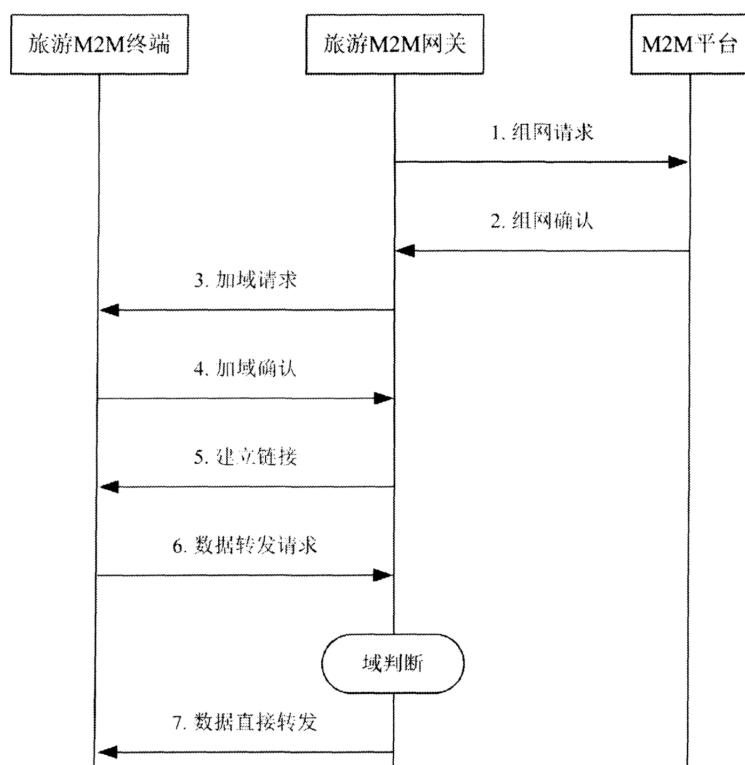 旅游M2M终端
旅游M2M网关
M2M平台
1. 组网请求
2. 组网确认
3. 加域请求
4. 加域确认
5. 建立链接
6. 数据转发请求
域判断
7. 数据直接转发